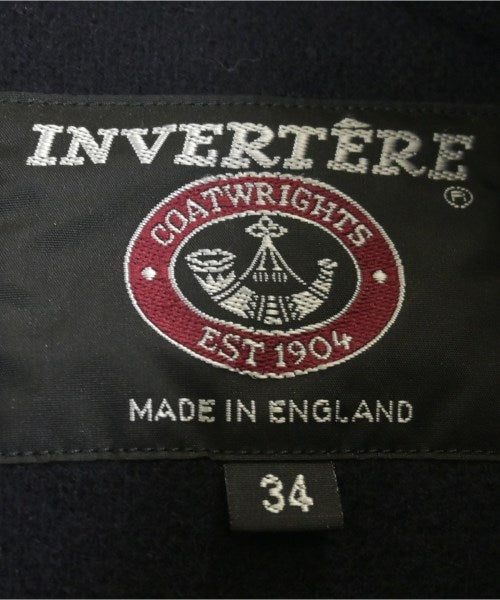 INVERTÊRE
®
COATWRIGHTS
EST 1904
MADE IN ENGLAND
34